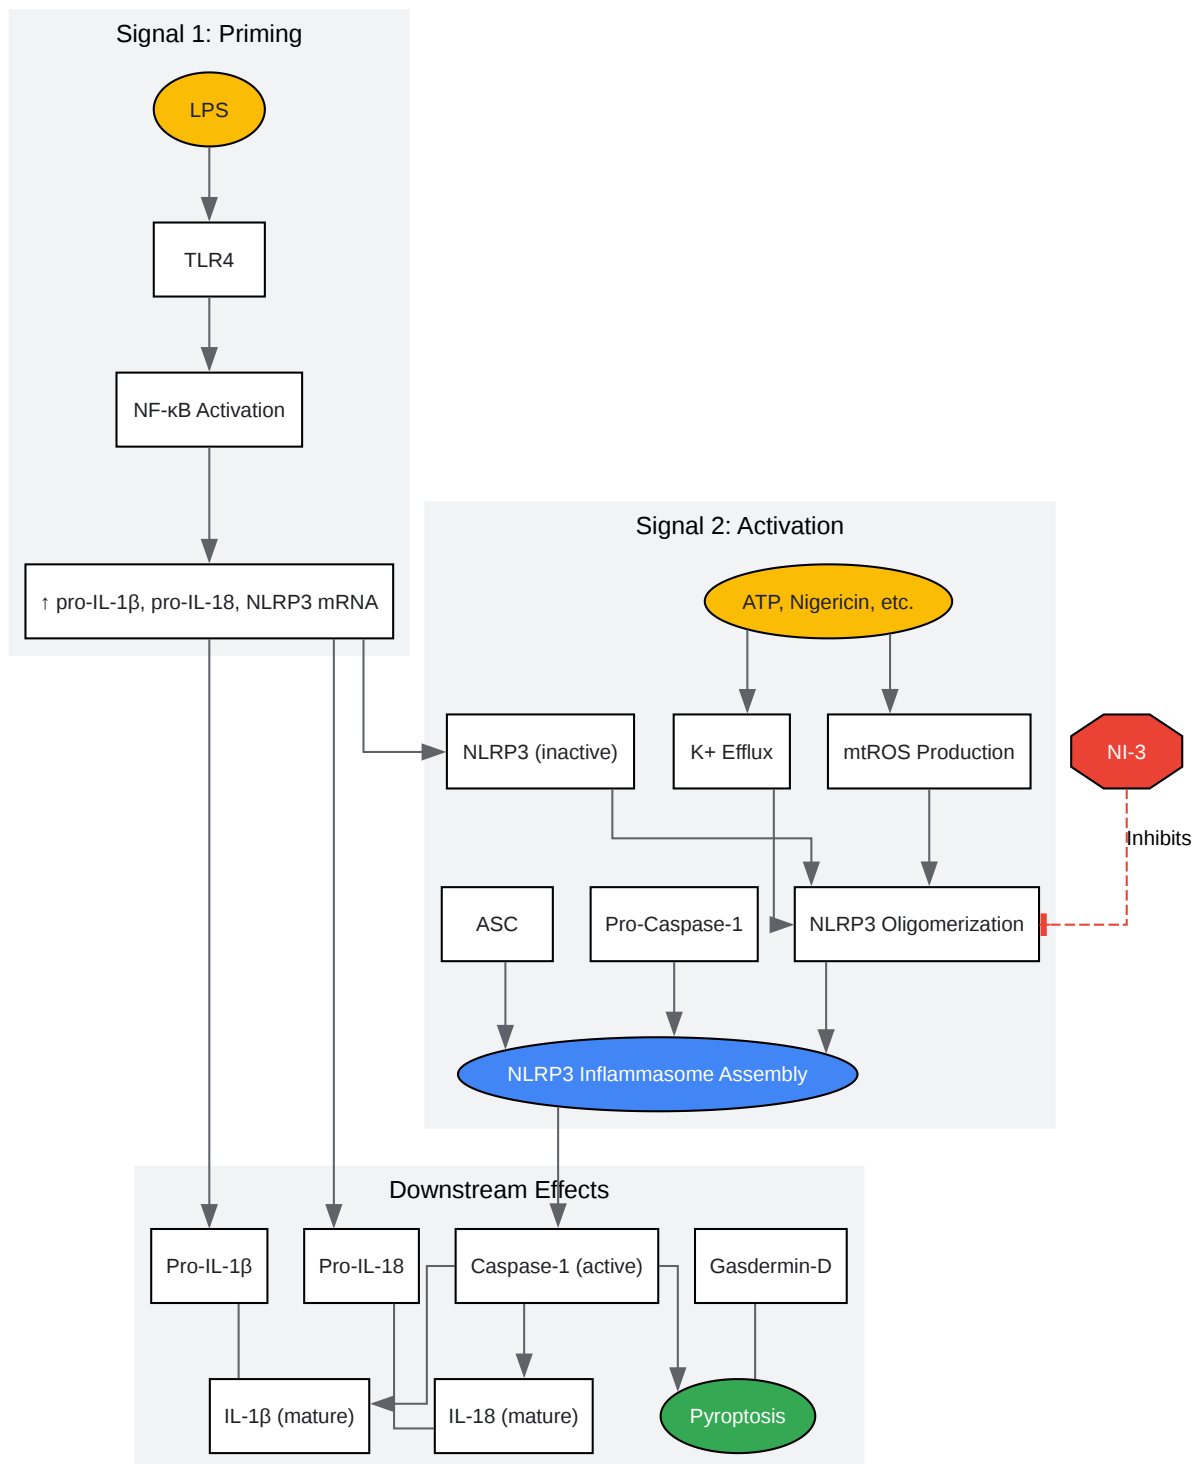 Signal 1: Priming
LPS
TLR4
NF-κB Activation
↑ pro-IL-1β, pro-IL-18, NLRP3 mRNA
Signal 2: Activation
ATP, Nigericin, etc.
NLRP3 (inactive)
K+ Efflux
mtROS Production
NI-3
Inhibits
ASC
Pro-Caspase-1
NLRP3 Oligomerization
NLRP3 Inflammasome Assembly
Downstream Effects
Pro-IL-1β
Pro-IL-18
Caspase-1 (active)
Gasdermin-D
IL-1β (mature)
IL-18 (mature)
Pyroptosis